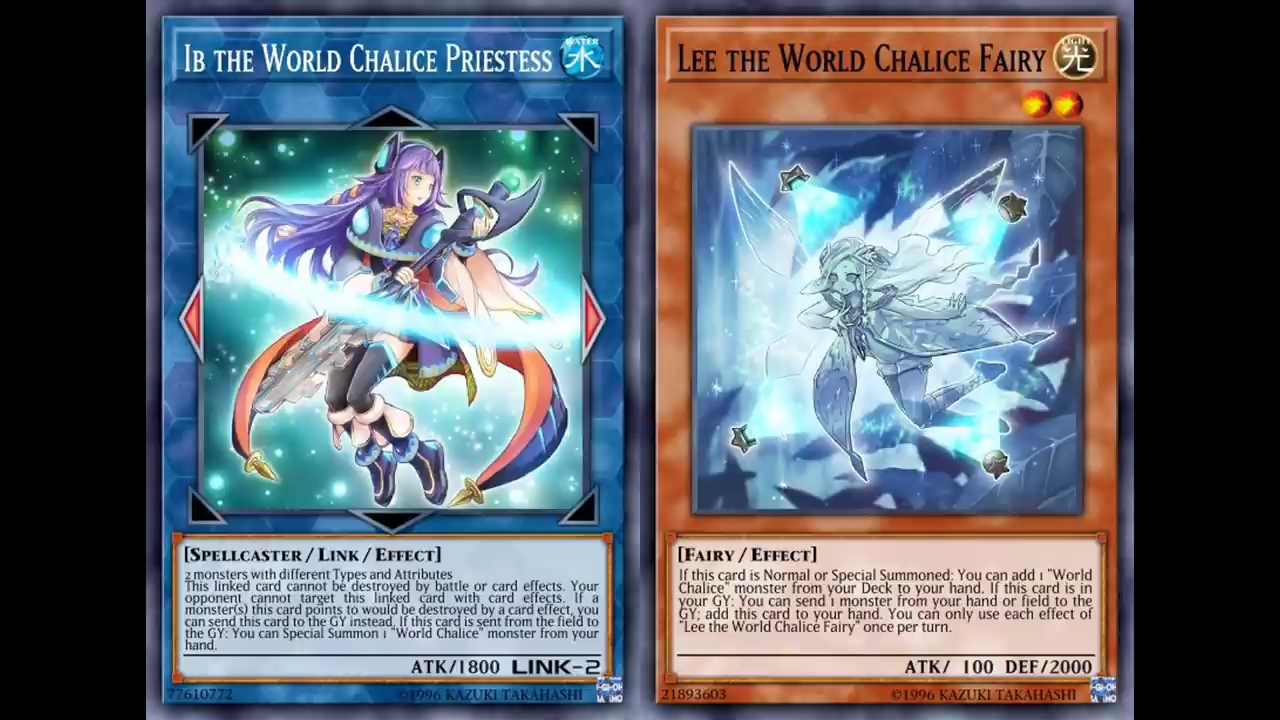 IB THE WORLD CHALICE PRIESTESS
WATER
水
[SPELLCASTER / LINK / EFFECT]
2 monsters with different Types and Attributes
This linked card cannot be destroyed by battle or card effects. Your
opponent cannot target this linked card with card effects. If a
monster(s) this card points to would be destroyed by a card effect, you
can send this card to the GY instead. If this card is sent from the field to
the GY: You can Special Summon 1 "World Chalice" monster from your
hand.
ATK/1800 LINK-2
77610772
©1996 KAZUKI TAKAHASHI
LEE THE WORLD CHALICE FAIRY
LIGHT
光
[FAIRY / EFFECT]
If this card is Normal or Special Summoned: You can add 1 "World
Chalice" monster from your Deck to your hand. If this card is in
your GY: You can send 1 monster from your hand or field to the
GY; add this card to your hand. You can only use each effect of
"Lee the World Chalice Fairy" once per turn.
ATK/ 100 DEF/2000
21893603
©1996 KAZUKI TAKAHASHI